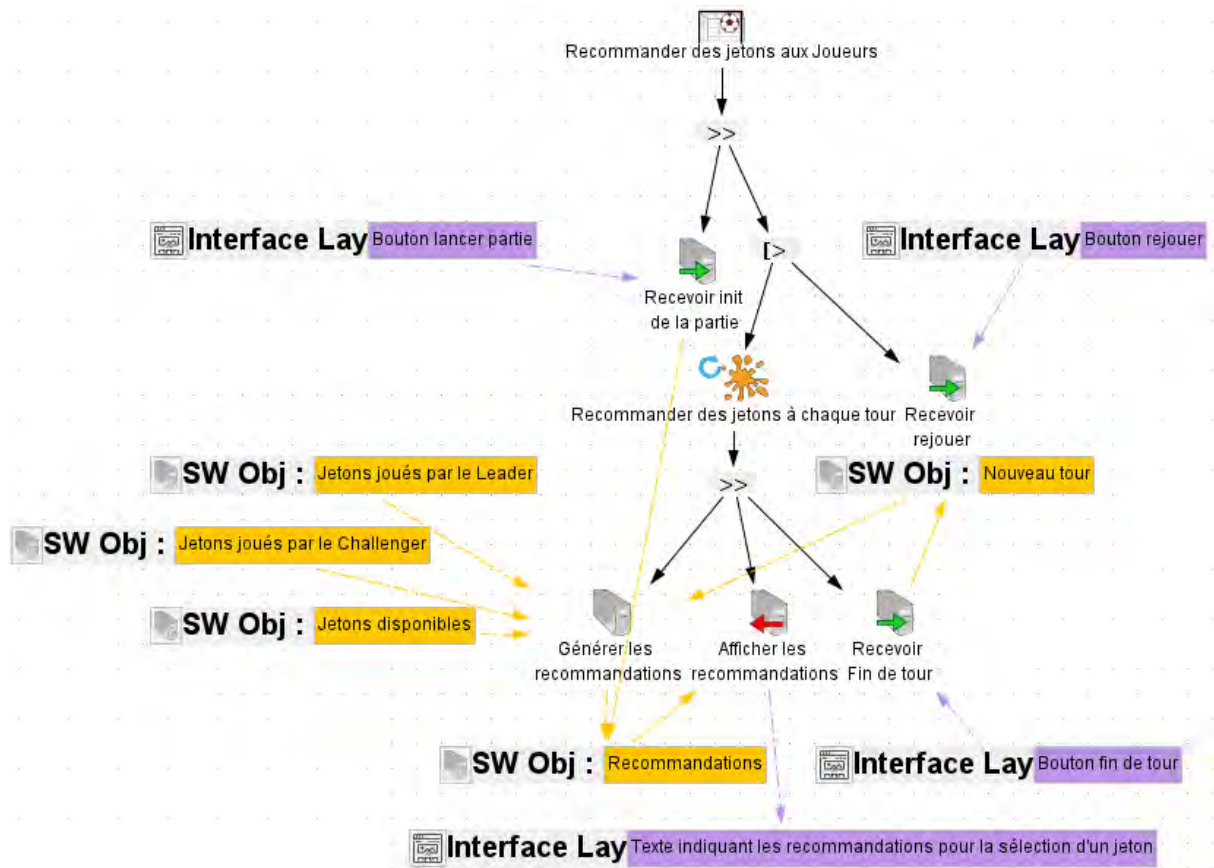 Recommander des jetons aux Joueurs
>>
Interface Lay Bouton lancer partie
[>
Interface Lay Bouton rejouer
Recevoir init
de la partie
Recommander des jetons à chaque tour
Recevoir
rejouer
SW Obj : Jetons joués par le Leader
>>
SW Obj : Nouveau tour
SW Obj : Jetons joués par le Challenger
SW Obj : Jetons disponibles
Générer les
recommandations
Afficher les
recommandations
Recevoir
Fin de tour
SW Obj : Recommandations
Interface Lay Bouton fin de tour
Interface Lay Texte indiquant les recommandations pour la sélection d'un jeton